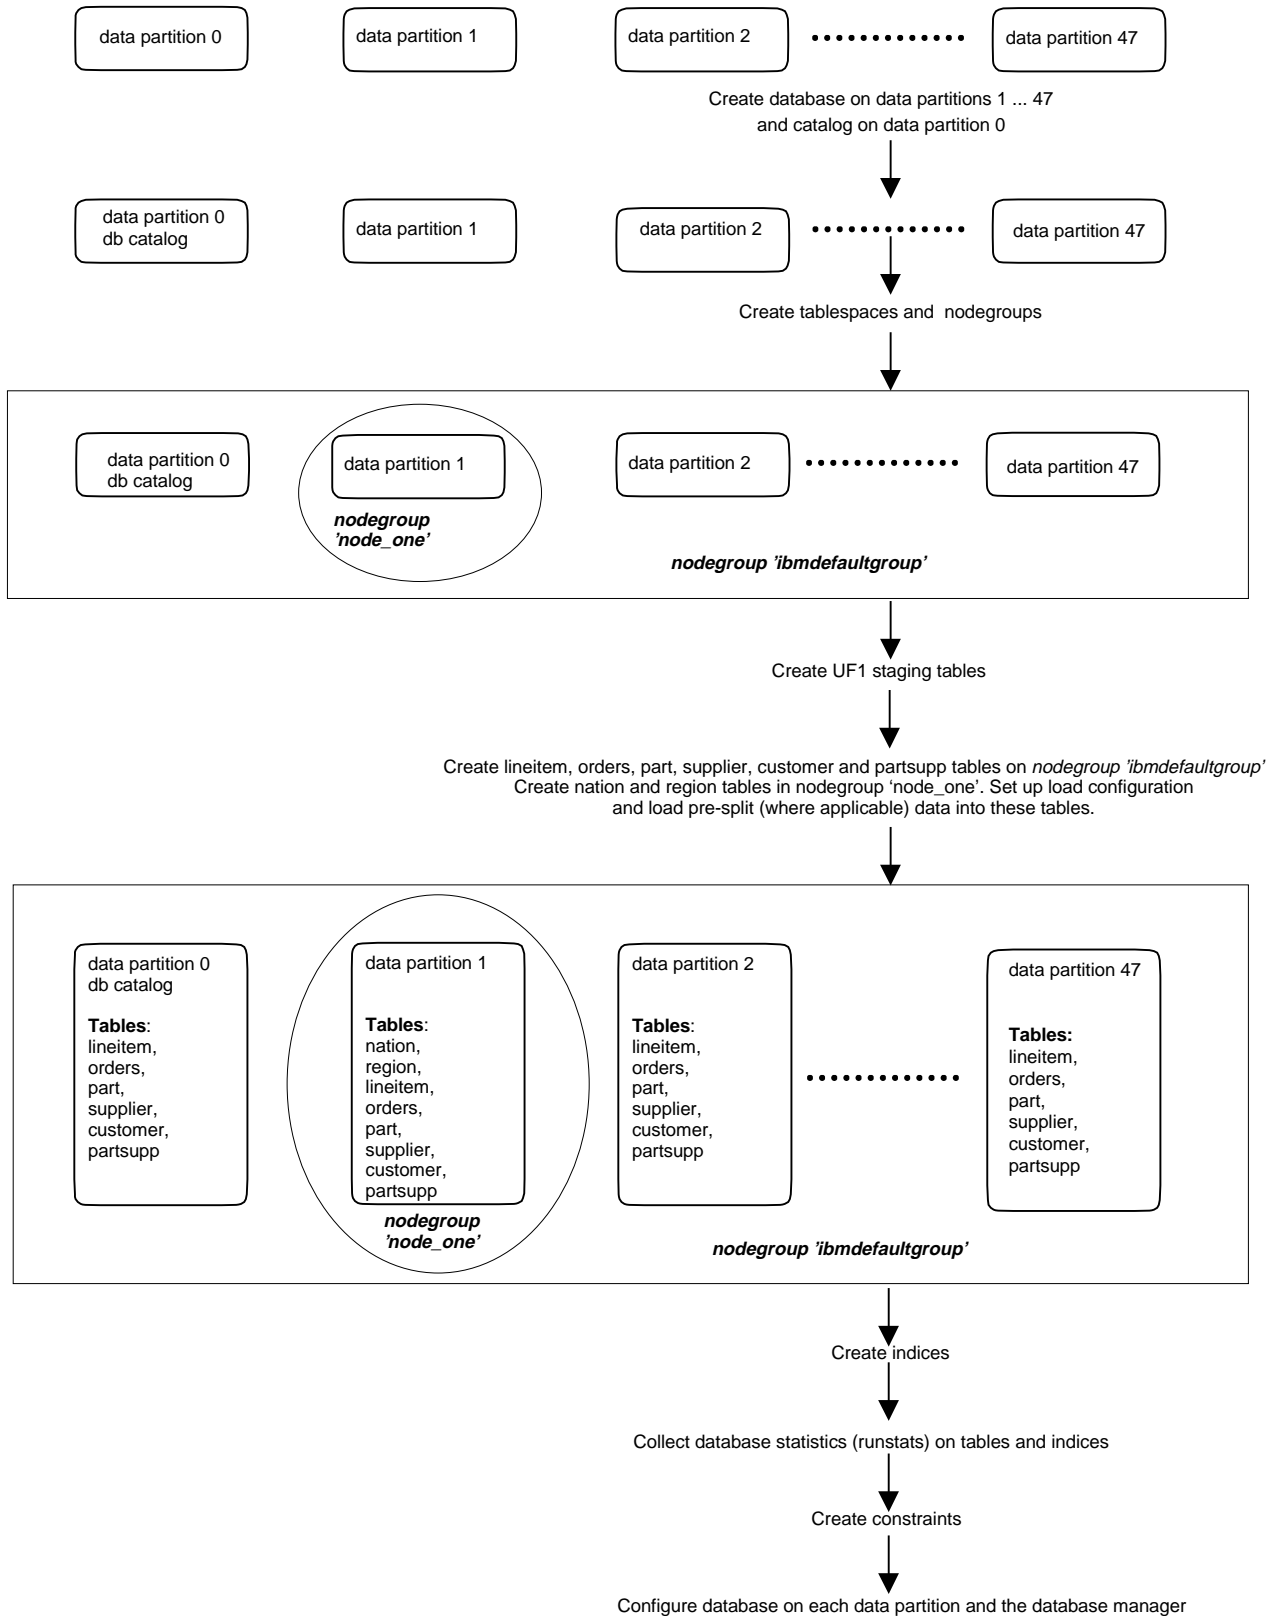 data partition 0
data partition 1
data partition 2
data partition 47
Create database on data partitions 1 ... 47
and catalog on data partition 0
data partition 0
db catalog
data partition 1
data partition 2
data partition 47
Create tablespaces and nodegroups
data partition 0
db catalog
data partition 1
data partition 2
data partition 47
nodegroup
’node_one’
nodegroup ’ibmdefaultgroup’
Create UF1 staging tables
Create lineitem, orders, part, supplier, customer and partsupp tables on nodegroup ’ibmdefaultgroup’
Create nation and region tables in nodegroup ‘node_one’. Set up load configuration
and load pre-split (where applicable) data into these tables.
data partition 0
db catalog
Tables:
lineitem,
orders,
part,
supplier,
customer,
partsupp
data partition 1
Tables:
nation,
region,
lineitem,
orders,
part,
supplier,
customer,
partsupp
nodegroup
’node_one’
data partition 2
Tables:
lineitem,
orders,
part,
supplier,
customer,
partsupp
data partition 47
Tables:
lineitem,
orders,
part,
supplier,
customer,
partsupp
nodegroup ’ibmdefaultgroup’
Create indices
Collect database statistics (runstats) on tables and indices
Create constraints
Configure database on each data partition and the database manager